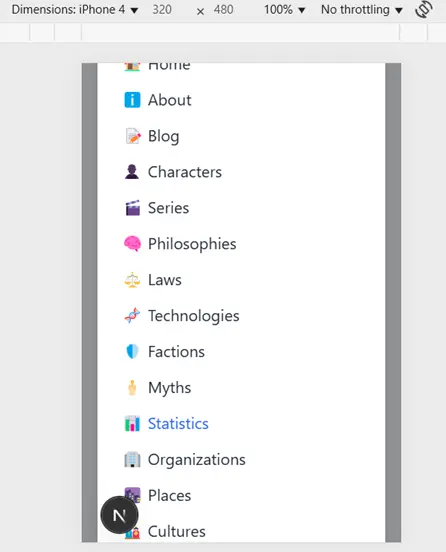 Dimensions: iPhone 4 ▼ 320 × 480 100% ▼ No throttling ▼
Home
About
Blog
Characters
Series
Philosophies
Laws
Technologies
Factions
Myths
Statistics
Organizations
Places
N
Cultures